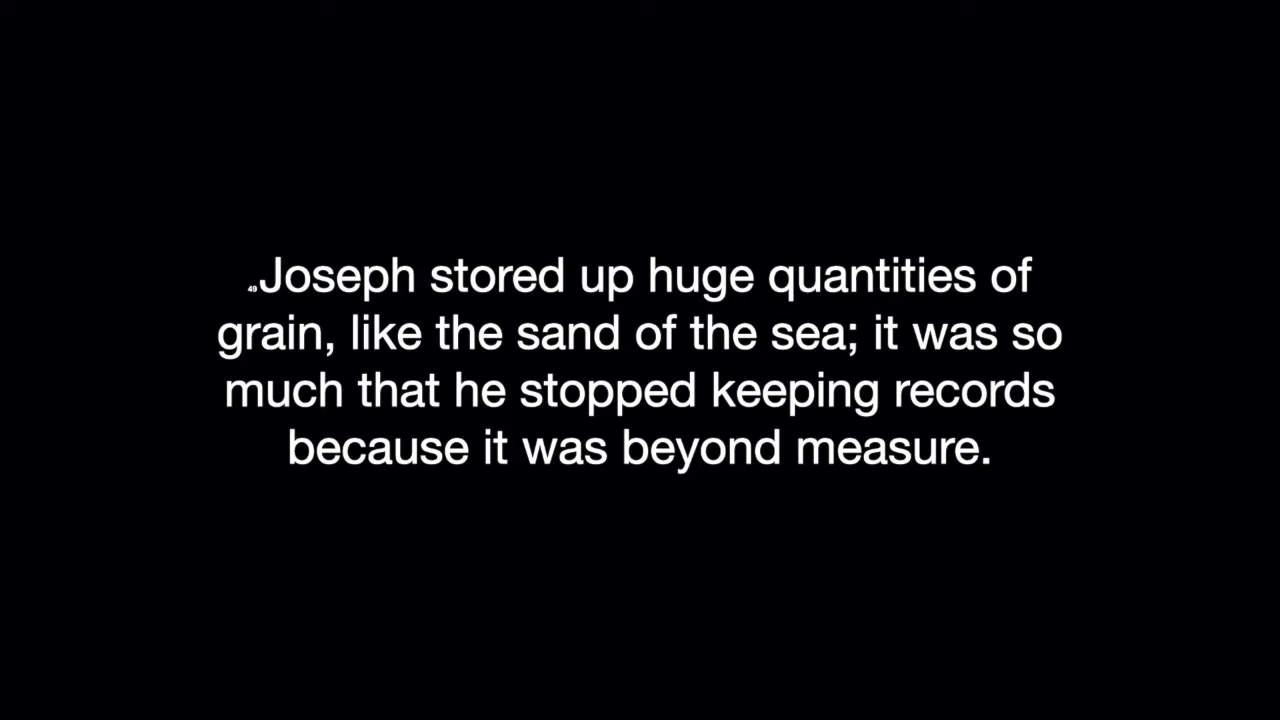 49Joseph stored up huge quantities of
grain, like the sand of the sea; it was so
much that he stopped keeping records
because it was beyond measure.